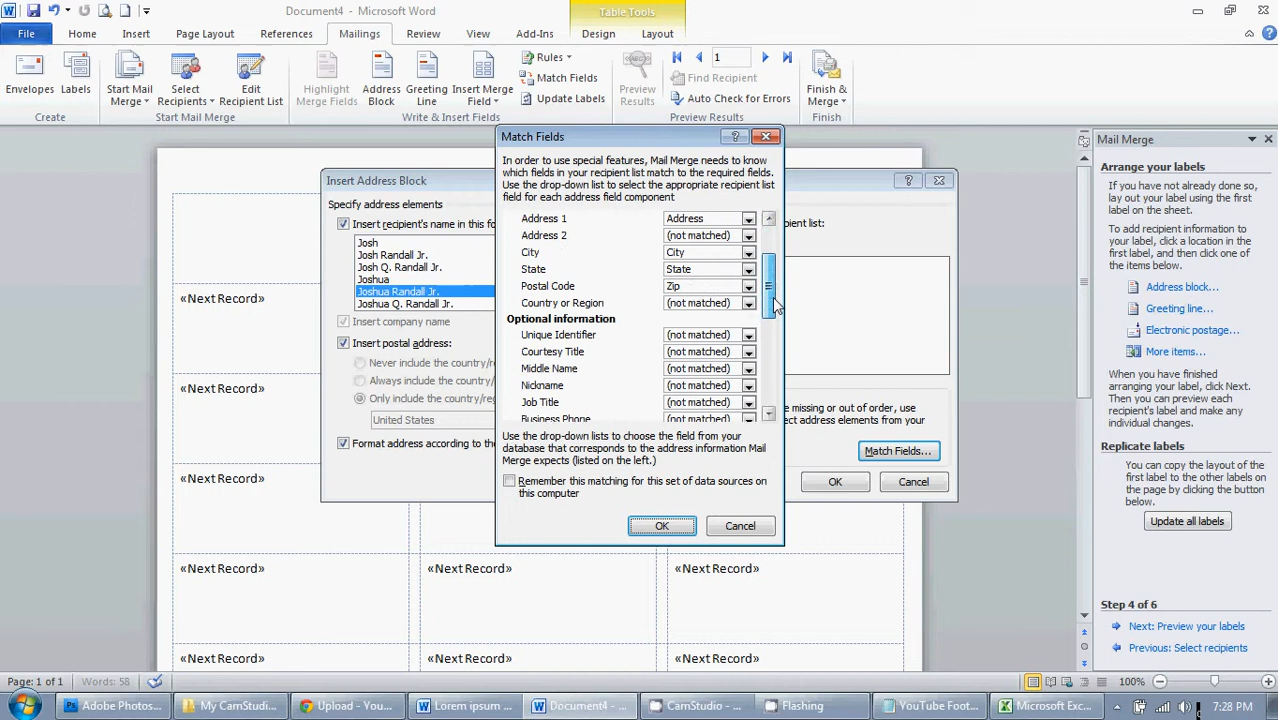 Document4 - Microsoft Word
Table Tools
File Home Insert Page Layout References Mailings Review View Add-Ins Design Layout
Envelopes
Labels
Start Mail
Merge
Select
Recipients
Edit
Recipient List
Highlight
Merge Fields
Address
Block
Greeting
Line
Insert Merge
Field
Rules
Match Fields
Update Labels
ABC
Preview
Results
1
Find Recipient
Auto Check for Errors
Finish &
Merge
Create
Start Mail Merge
Write & Insert Fields
Preview Results
Finish
Match Fields
In order to use special features, Mail Merge needs to know
which fields in your recipient list match to the required fields.
Use the drop-down list to select the appropriate recipient list
field for each address field component
Address 1 Address
Address 2 (not matched)
City City
State State
Postal Code Zip
Country or Region (not matched)
Optional information
Unique Identifier (not matched)
Courtesy Title (not matched)
Middle Name (not matched)
Nickname (not matched)
Job Title (not matched)
Business Phone (not matched)
Use the drop-down lists to choose the field from your
database that corresponds to the address information Mail
Merge expects (listed on the left.)
Remember this matching for this set of data sources on
this computer
OK
Cancel
Insert Address Block
Specify address elements
Insert recipient's name in this fo
Josh
Josh Randall Jr.
Josh Q. Randall Jr.
Joshua
Joshua Randall Jr.
Joshua Q. Randall Jr.
Insert company name
Insert postal address:
Never include the country/re
Always include the country/
Only include the country/reg
United States
Format address according to the
pient list:
e missing or out of order, use
ect address elements from your
Match Fields...
OK
Cancel
«Next Record»
«Next Record»
«Next Record»
«Next Record» «Next Record» «Next Record»
«Next Record» «Next Record» «Next Record»
Mail Merge
Arrange your labels
If you have not already done so,
lay out your label using the
first label on the sheet.
To add recipient information to
your label, click a location in the
first label, and then click one of
the items below.
Address block...
Greeting line...
Electronic postage...
More items...
When you have finished
arranging your label, click Next.
Then you can preview each
recipient's label and make any
individual changes.
Replicate labels
You can copy the layout of the
first label to the other labels on
the page by clicking the button
below.
Update all labels
Step 4 of 6
Next: Preview your labels
Previous: Select recipients
Page: 1 of 1
Words: 58
100%
Adobe Photos...
My CamStudio...
Upload - You...
Lorem ipsum ...
Document4 - ...
CamStudio - ...
Flashing
YouTube Foot...
Microsoft Exc...
7:28 PM